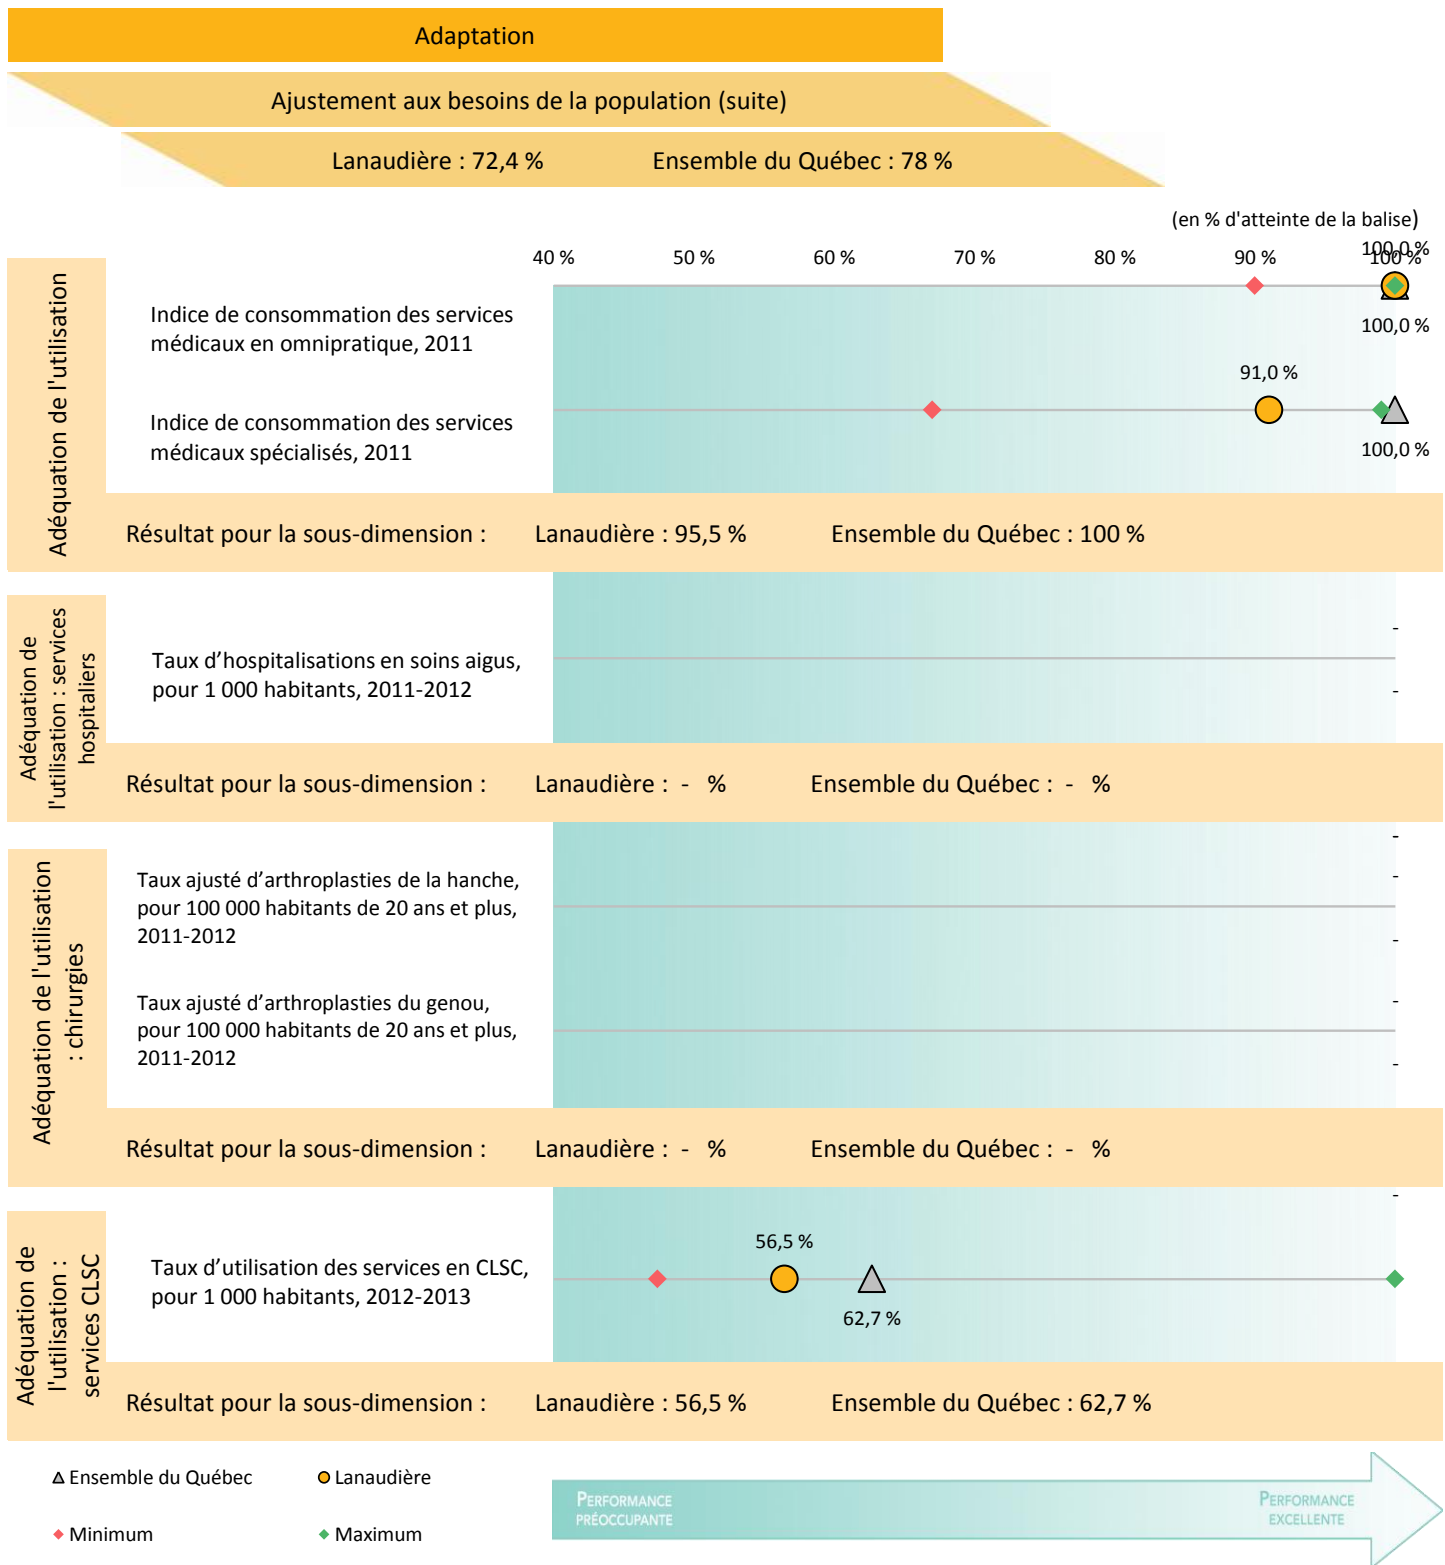 Adaptation
Ajustement aux besoins de la population (suite)
Lanaudière : 72,4 % Ensemble du Québec : 78 %
(en % d'atteinte de la balise)
40 % 50 % 60 % 70 % 80 % 90 % 100 %
100,0 %
Adéquation de l'utilisation
Indice de consommation des services
médicaux en omnipratique, 2011
100,0 %
91,0 %
Indice de consommation des services
médicaux spécialisés, 2011
100,0 %
Résultat pour la sous-dimension : Lanaudière : 95,5 % Ensemble du Québec : 100 %
Adéquation de
l'utilisation : services
hospitaliers
-
Taux d’hospitalisations en soins aigus,
pour 1 000 habitants, 2011-2012
-
Résultat pour la sous-dimension : Lanaudière : - % Ensemble du Québec : - %
-
Adéquation de l'utilisation
: chirurgies
-
Taux ajusté d’arthroplasties de la hanche,
pour 100 000 habitants de 20 ans et plus,
2011-2012
-
-
Taux ajusté d’arthroplasties du genou,
pour 100 000 habitants de 20 ans et plus,
2011-2012
-
Résultat pour la sous-dimension : Lanaudière : - % Ensemble du Québec : - %
-
Adéquation de
l'utilisation :
services CLSC
56,5 %
Taux d’utilisation des services en CLSC,
pour 1 000 habitants, 2012-2013
62,7 %
Résultat pour la sous-dimension : Lanaudière : 56,5 % Ensemble du Québec : 62,7 %
Ensemble du Québec Lanaudière
Minimum Maximum
PERFORMANCE
PRÉOCCUPANTE
PERFORMANCE
EXCELLENTE